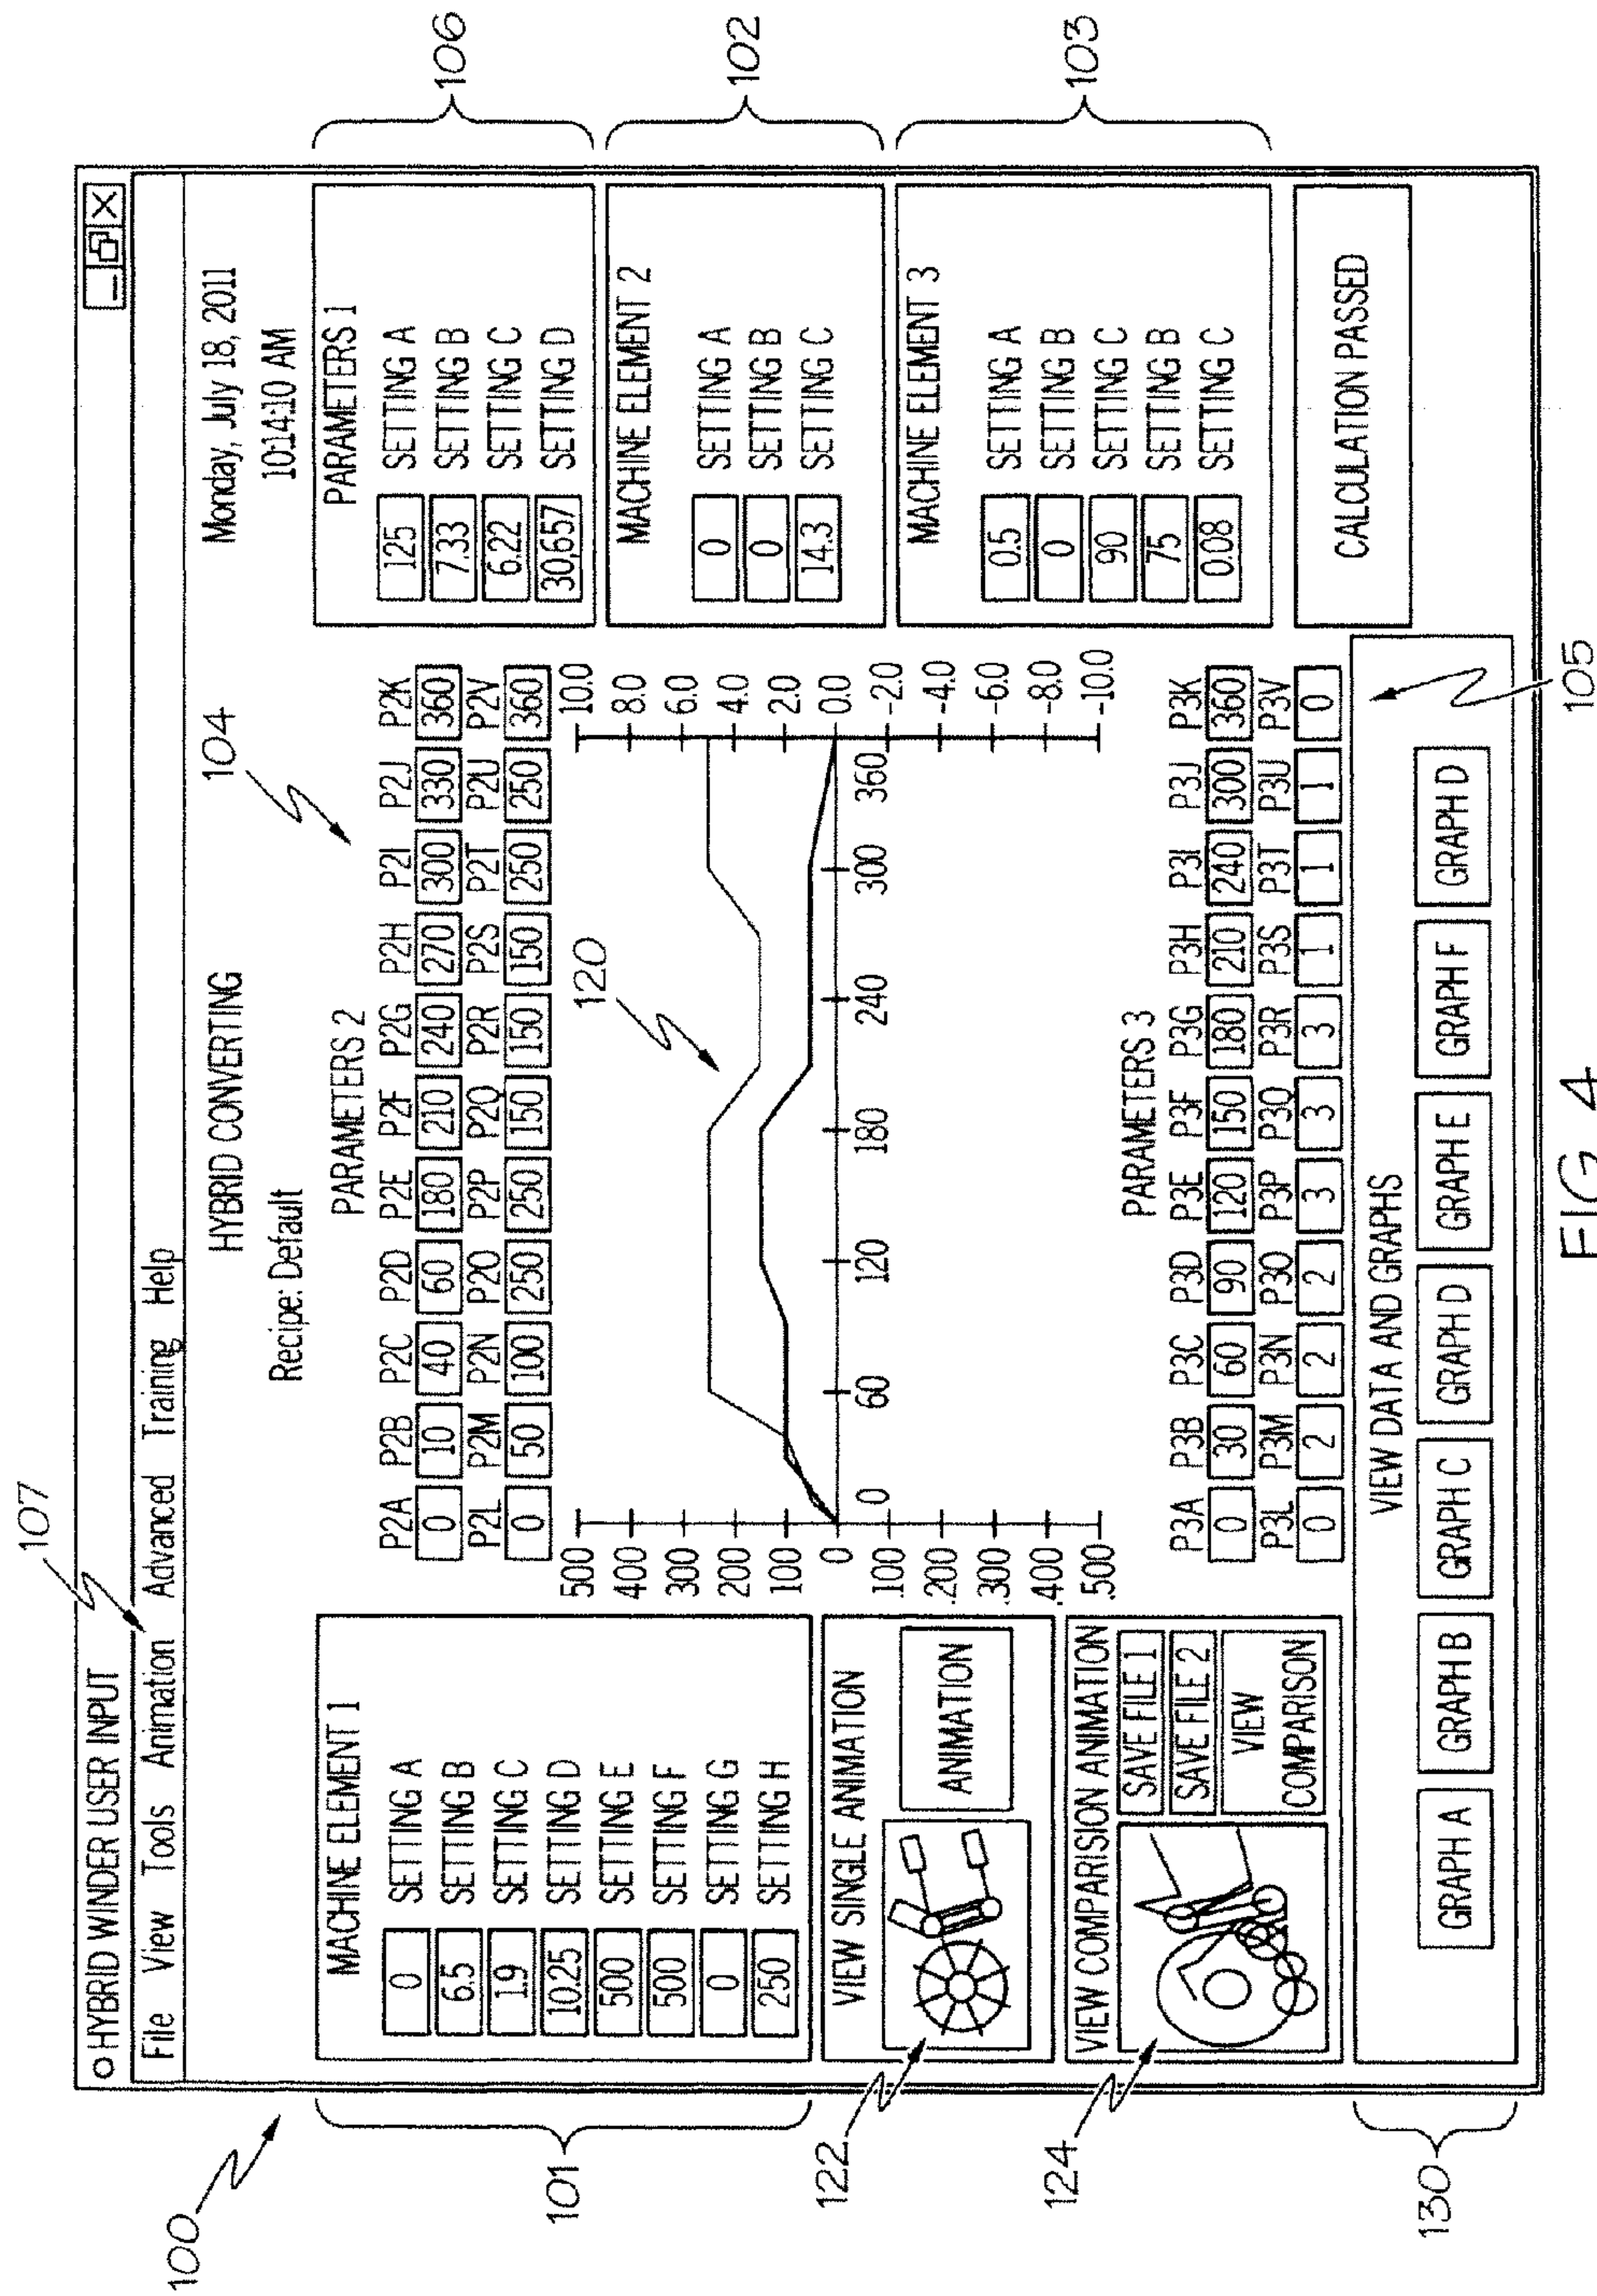 107
100
HYBRID WINDER USER INPUT
File View Tools Animation Advanced Training Help
HYBRID CONVERTING
Monday, July 18, 2011
10:14:10 AM
Recipe: Default
104
MACHINE ELEMENT 1
0 SETTING A
6.5 SETTING B
1.9 SETTING C
10.25 SETTING D
500 SETTING E
500 SETTING F
0 SETTING G
250 SETTING H
101
PARAMETERS 2
P2A P2B P2C P2D P2E P2F P2G P2H P2I P2J P2K
0 10 40 60 180 210 240 270 300 330 360
P2L P2M P2N P2O P2P P2Q P2R P2S P2T P2U P2V
0 50 100 250 250 150 150 150 250 250 360
PARAMETERS 1
125 SETTING A
7.33 SETTING B
6.22 SETTING C
30,657 SETTING D
106
120
500 400 300 200 100 0 .100 .200 .300 .400 .500
0 60 120 180 240 300 360
10.0 8.0 6.0 4.0 2.0 0.0 -2.0 -4.0 -6.0 -8.0 -10.0
MACHINE ELEMENT 2
0 SETTING A
0 SETTING B
14.3 SETTING C
102
VIEW SINGLE ANIMATION
ANIMATION
122
VIEW COMPARISION ANIMATION
SAVE FILE 1
SAVE FILE 2
VIEW
COMPARISON
124
PARAMETERS 3
P3A P3B P3C P3D P3E P3F P3G P3H P3I P3J P3K
0 30 60 90 120 150 180 210 240 300 360
P3L P3M P3N P3O P3P P3Q P3R P3S P3T P3U P3V
0 2 2 2 3 3 3 1 1 1 0
MACHINE ELEMENT 3
0.5 SETTING A
0 SETTING B
90 SETTING C
75 SETTING B
0.08 SETTING C
103
CALCULATION PASSED
VIEW DATA AND GRAPHS
GRAPH A GRAPH B GRAPH C GRAPH D GRAPH E GRAPH F GRAPH D
130
105
FIG. 4